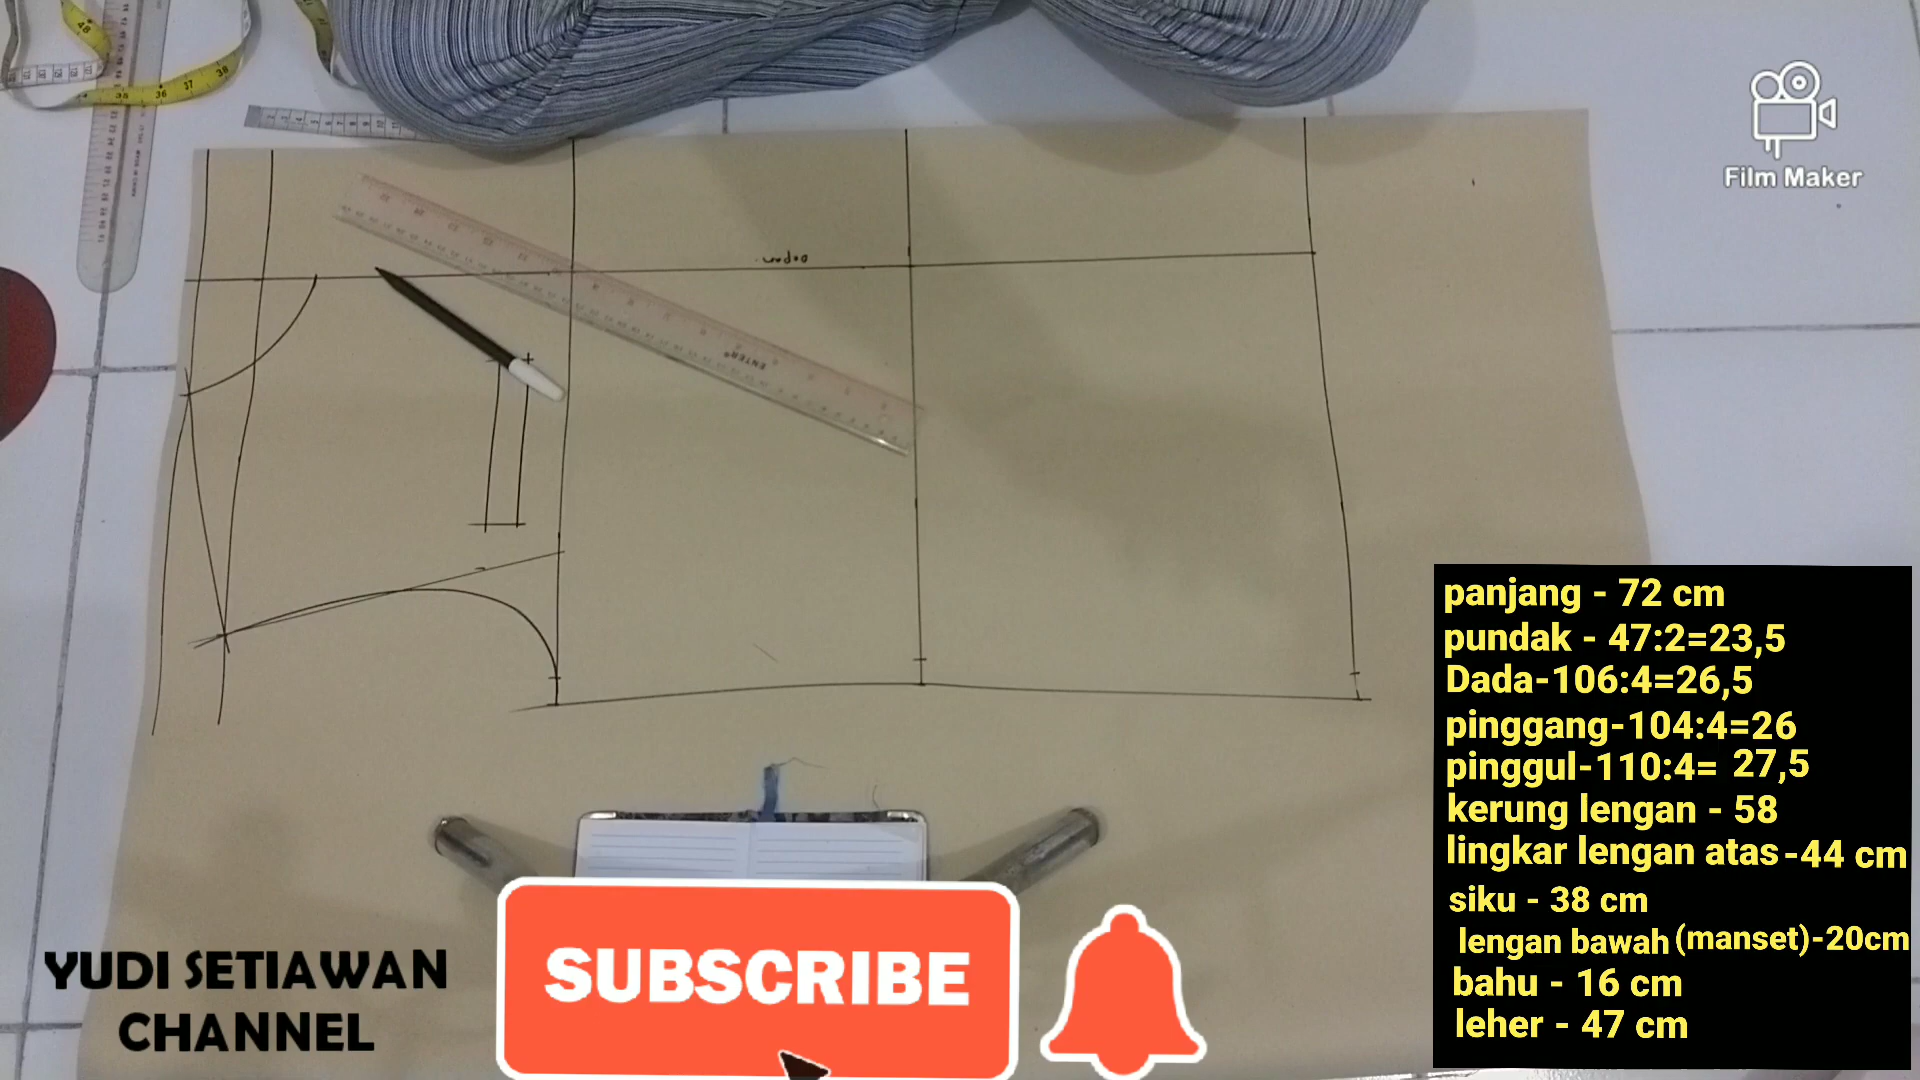 Film Maker
depan
ENTER
panjang - 72 cm
pundak - 47:2=23,5
Dada-106:4=26,5
pinggang-104:4=26
pinggul-110:4= 27,5
kerung lengan - 58
lingkar lengan atas-44 cm
siku - 38 cm
lengan bawah(manset)-20cm
bahu - 16 cm
leher - 47 cm
YUDI SETIAWAN
CHANNEL
SUBSCRIBE